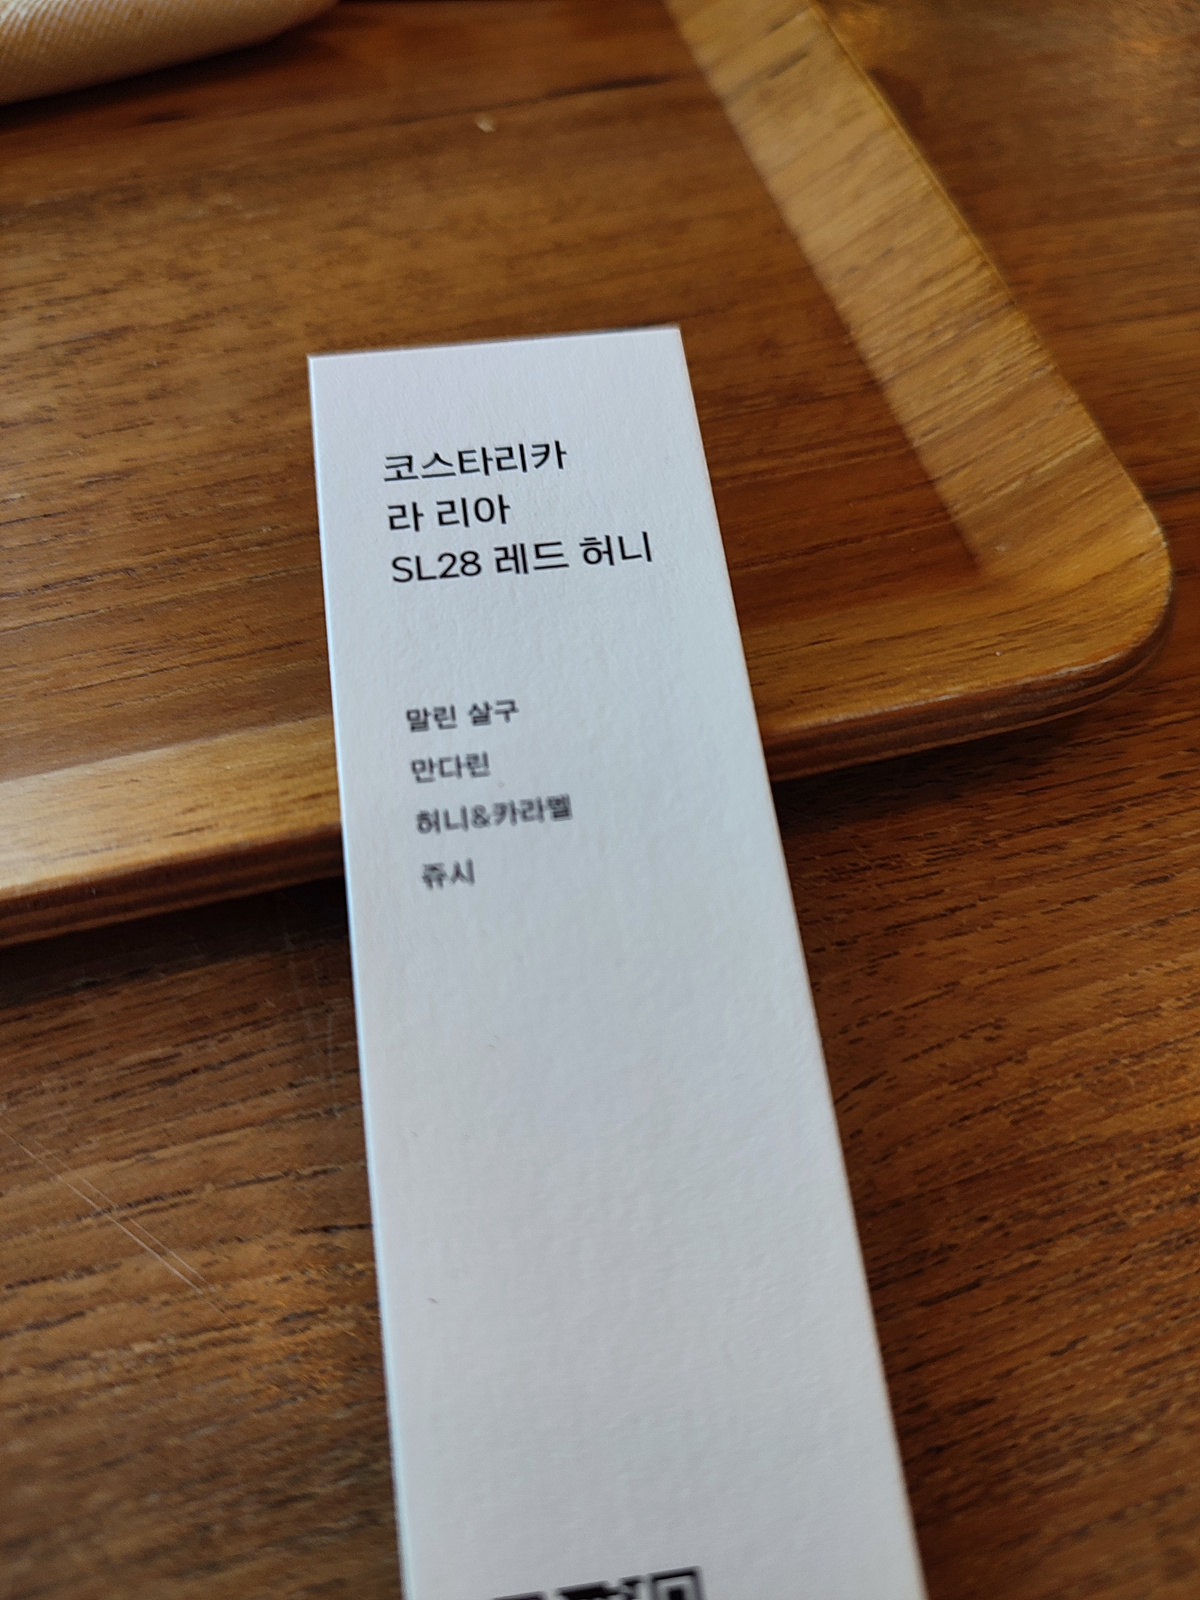 코스타리카
라 리아
SL28 레드 허니
말린 살구
만다린
허니&카라멜
쥬시